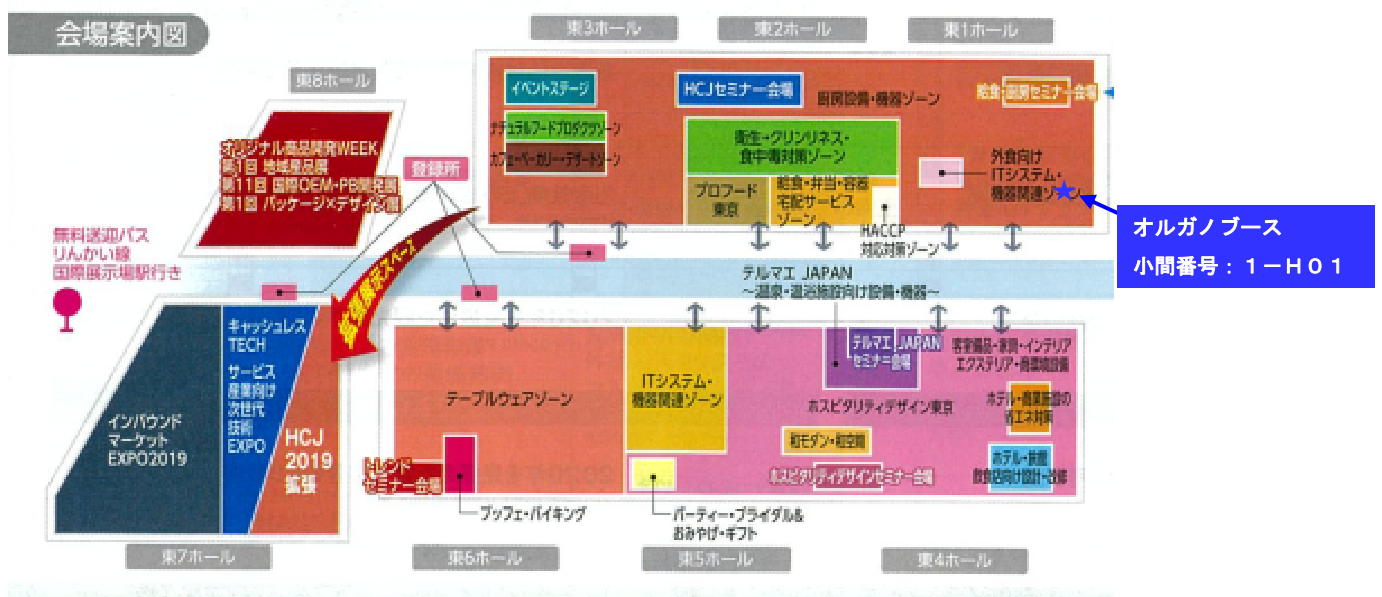 会場案内図
東3ホール
東2ホール
東1ホール
東8ホール
イベントステージ
HCJセミナー会場
厨房設備・機器ゾーン
給食・厨房セミナー会場
ナチュラルフードプロダクツゾーン
カフェ・ベーカリー・デザートゾーン
衛生・クリンリネス・
食中毒対策ゾーン
プロフード
東京
給食・弁当・容器
宅配サービス
ゾーン
HACCP
対応対策ゾーン
外食向け
ITシステム・
機器関連ゾーン
オルガノブース
小間番号：１－Ｈ０１
オリジナル商品開発WEEK
第1回 地域産品展
第11回 国際OEM・PB開発展
第1回 パッケージ×デザイン展
登録所
無料送迎バス
りんかい線
国際展示場駅行き
拡張展示スペース
テルマエ JAPAN
～温泉・温浴施設向け設備・機器～
キャッシュレス
TECH
サービス
産業向け
次世代
技術
EXPO
インバウンド
マーケット
EXPO2019
HCJ
2019
拡張
テーブルウェアゾーン
トレンド
セミナー会場
ブッフェ・バイキング
ITシステム・
機器関連ゾーン
パーティー・ブライダル&
おみやげ・ギフト
テルマエ JAPAN
セミナー会場
客室備品・家具・インテリア
エクステリア・商環境設備
ホスピタリティデザイン東京
ホテル・商業施設の
省エネ対策
和モダン・和空間
ホスピタリティデザインセミナー会場
ホテル・旅館
飲食店向け設計・改修
東7ホール
東6ホール
東5ホール
東4ホール